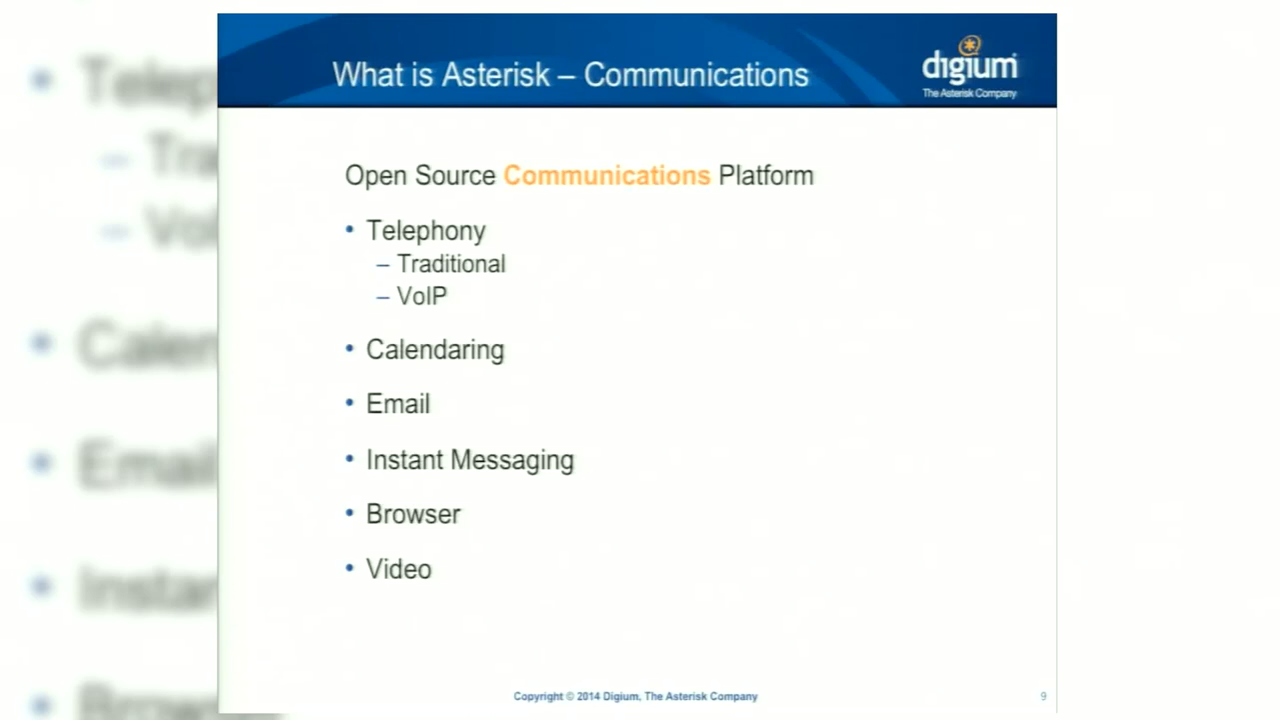 What is Asterisk – Communications
digium
The Asterisk Company
Open Source Communications Platform
• Telephony
– Traditional
– VoIP
• Calendaring
• Email
• Instant Messaging
• Browser
• Video
Copyright © 2014 Digium, The Asterisk Company
9